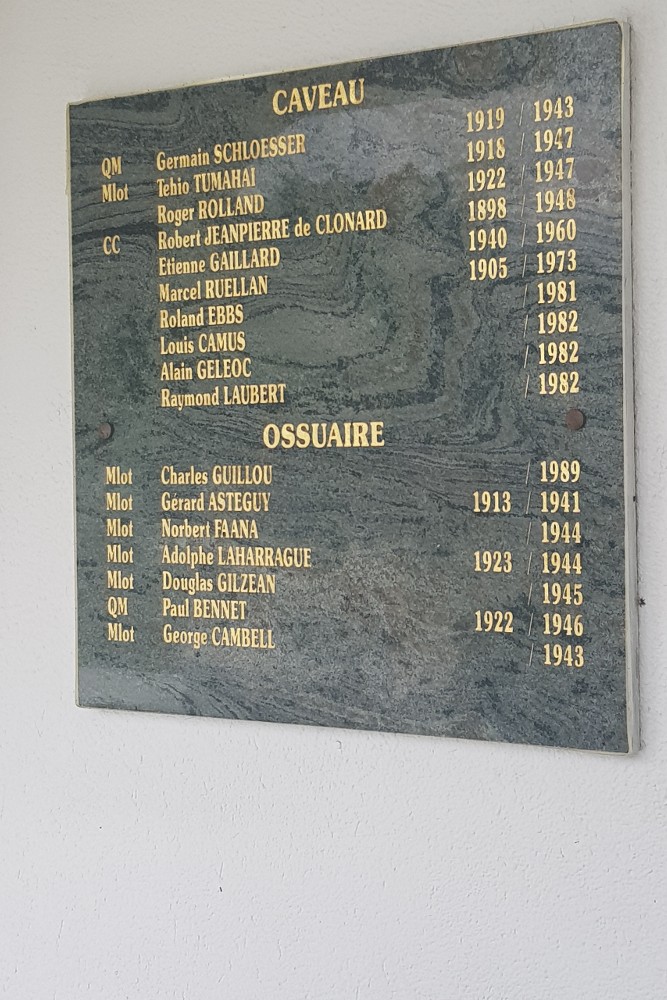 CAVEAU
QM Germain SCHLOESSER 1919 / 1943
Mlot Tehio TUMAHAI 1918 / 1947
Roger ROLLAND 1922 / 1947
CC Robert JEANPIERRE de CLONARD 1898 / 1948
Etienne GAILLARD 1940 / 1960
Marcel RUELLAN 1905 / 1973
Roland EBBS / 1981
Louis CAMUS / 1982
Alain GELEOC / 1982
Raymond LAUBERT / 1982
OSSUAIRE
Mlot Charles GUILLOU / 1989
Mlot Gérard ASTEGUY 1913 / 1941
Mlot Norbert FAANA / 1944
Mlot Adolphe LAHARRAGUE 1923 / 1944
Mlot Douglas GILZEAN / 1945
QM Paul BENNET 1922 / 1946
Mlot George CAMBELL / 1943